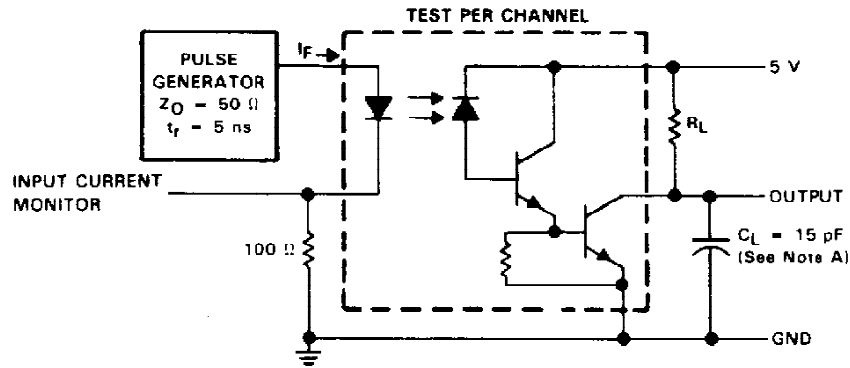 TEST PER CHANNEL
PULSE
GENERATOR
ZO = 50 Ω
tr = 5 ns
IF
5 V
RL
INPUT CURRENT
MONITOR
OUTPUT
100 Ω
CL = 15 pF
(See Note A)
GND